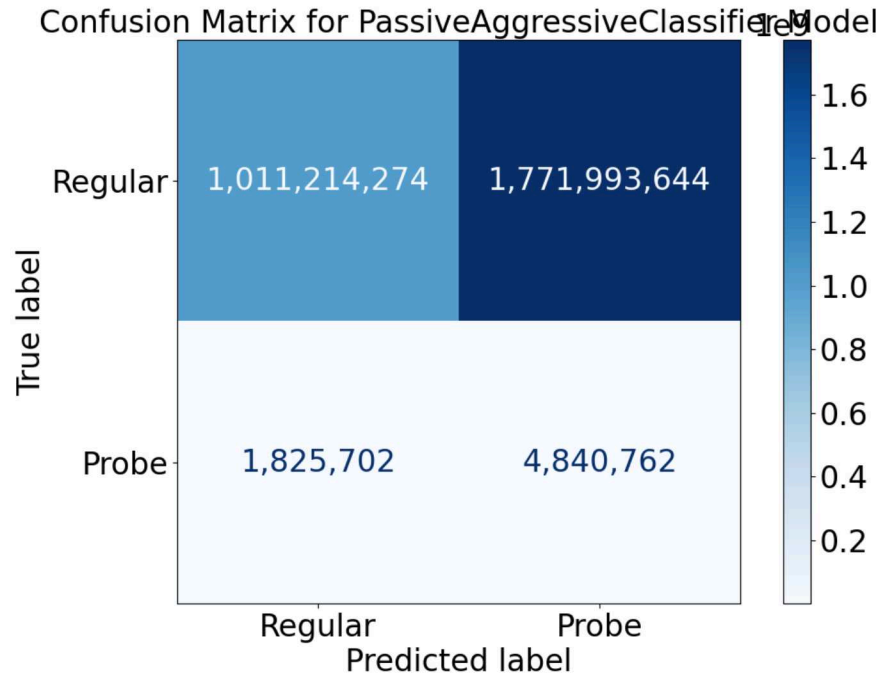 Confusion Matrix for PassiveAggressiveClassifier Model
1e9
Regular
1,011,214,274
1,771,993,644
Probe
1,825,702
4,840,762
True label
Regular
Probe
Predicted label
1.6
1.4
1.2
1.0
0.8
0.6
0.4
0.2